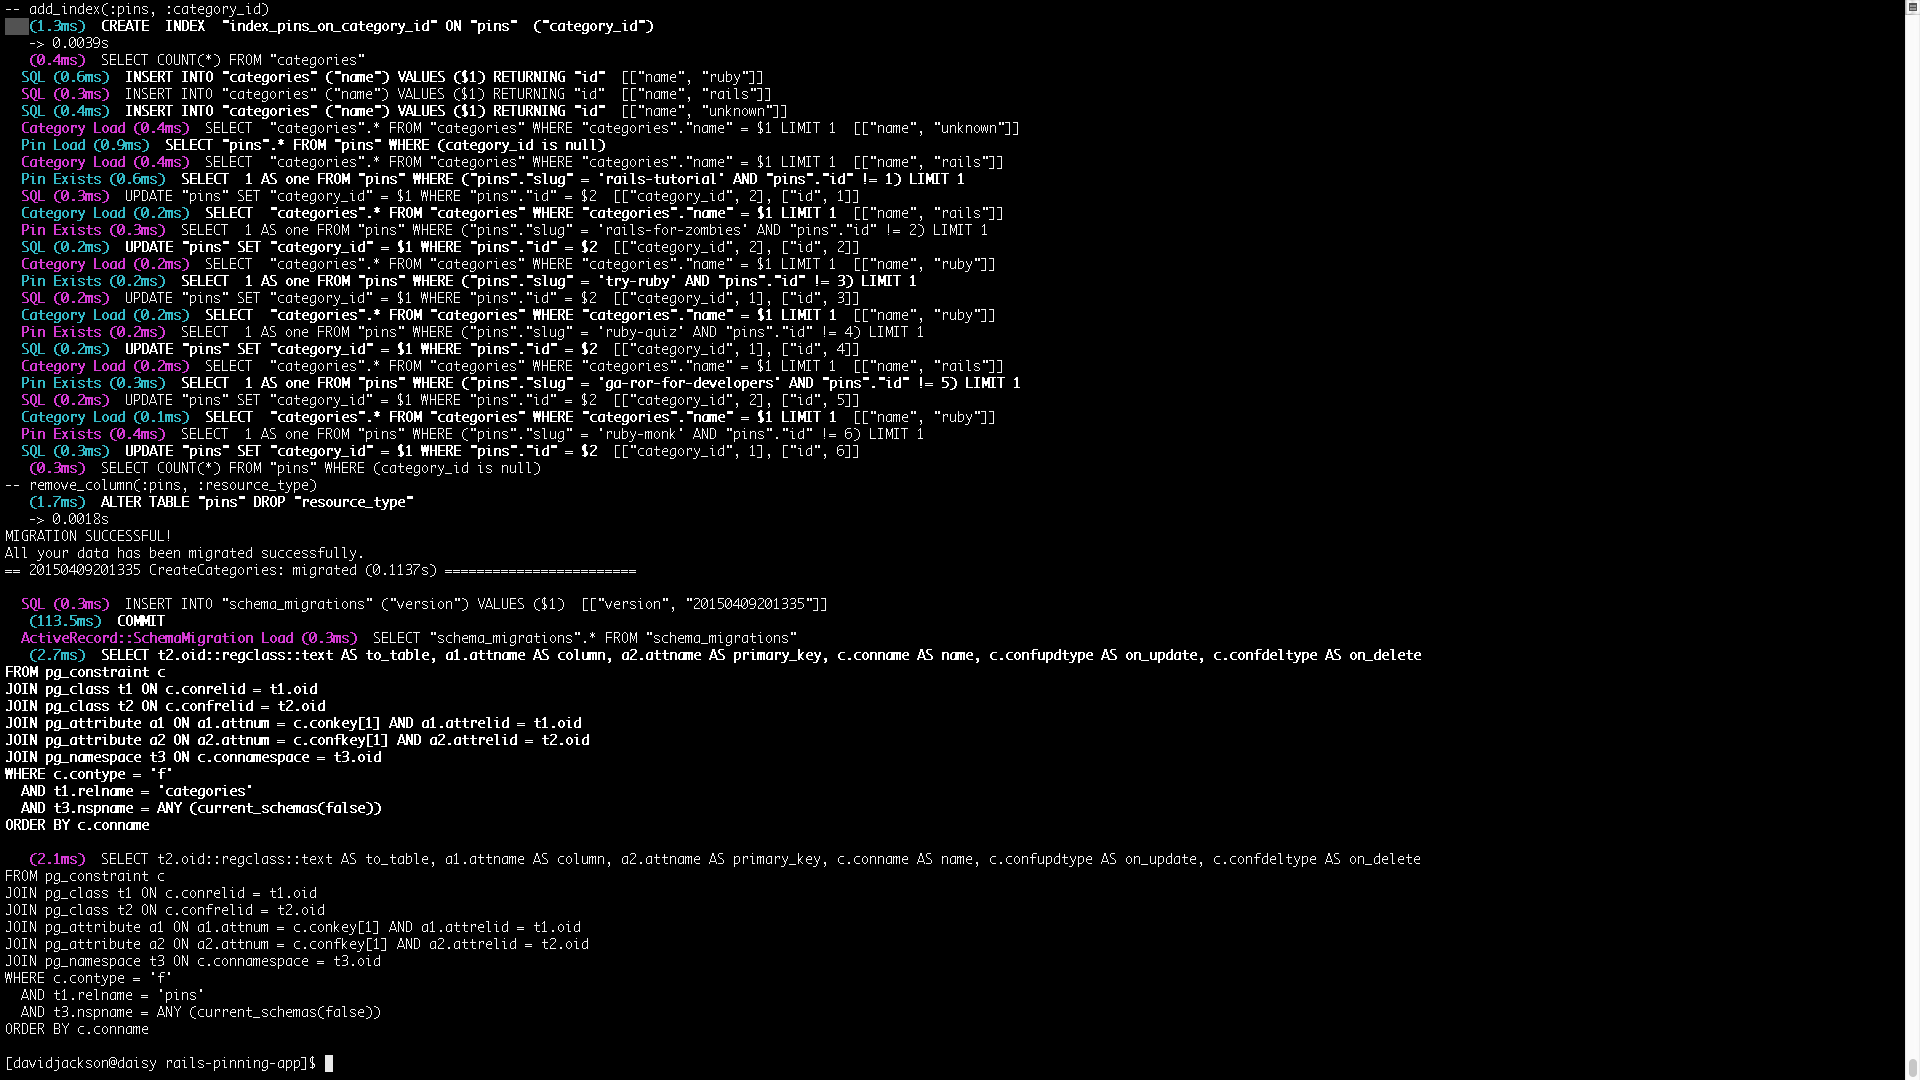 -- add_index(:pins, :category_id)
(1.3ms)  CREATE  INDEX  "index_pins_on_category_id" ON "pins"  ("category_id")
-> 0.0039s
(0.4ms)  SELECT COUNT(*) FROM "categories"
SQL (0.6ms)  INSERT INTO "categories" ("name") VALUES ($1) RETURNING "id"  [["name", "ruby"]]
SQL (0.3ms)  INSERT INTO "categories" ("name") VALUES ($1) RETURNING "id"  [["name", "rails"]]
SQL (0.4ms)  INSERT INTO "categories" ("name") VALUES ($1) RETURNING "id"  [["name", "unknown"]]
Category Load (0.4ms)  SELECT  "categories".* FROM "categories" WHERE "categories"."name" = $1 LIMIT 1  [["name", "unknown"]]
Pin Load (0.9ms)  SELECT "pins".* FROM "pins" WHERE (category_id is null)
Category Load (0.4ms)  SELECT  "categories".* FROM "categories" WHERE "categories"."name" = $1 LIMIT 1  [["name", "rails"]]
Pin Exists (0.6ms)  SELECT  1 AS one FROM "pins" WHERE ("pins"."slug" = 'rails-tutorial' AND "pins"."id" != 1) LIMIT 1
SQL (0.3ms)  UPDATE "pins" SET "category_id" = $1 WHERE "pins"."id" = $2  [["category_id", 2], ["id", 1]]
Category Load (0.2ms)  SELECT  "categories".* FROM "categories" WHERE "categories"."name" = $1 LIMIT 1  [["name", "rails"]]
Pin Exists (0.3ms)  SELECT  1 AS one FROM "pins" WHERE ("pins"."slug" = 'rails-for-zombies' AND "pins"."id" != 2) LIMIT 1
SQL (0.2ms)  UPDATE "pins" SET "category_id" = $1 WHERE "pins"."id" = $2  [["category_id", 2], ["id", 2]]
Category Load (0.2ms)  SELECT  "categories".* FROM "categories" WHERE "categories"."name" = $1 LIMIT 1  [["name", "ruby"]]
Pin Exists (0.2ms)  SELECT  1 AS one FROM "pins" WHERE ("pins"."slug" = 'try-ruby' AND "pins"."id" != 3) LIMIT 1
SQL (0.2ms)  UPDATE "pins" SET "category_id" = $1 WHERE "pins"."id" = $2  [["category_id", 1], ["id", 3]]
Category Load (0.2ms)  SELECT  "categories".* FROM "categories" WHERE "categories"."name" = $1 LIMIT 1  [["name", "ruby"]]
Pin Exists (0.2ms)  SELECT  1 AS one FROM "pins" WHERE ("pins"."slug" = 'ruby-quiz' AND "pins"."id" != 4) LIMIT 1
SQL (0.2ms)  UPDATE "pins" SET "category_id" = $1 WHERE "pins"."id" = $2  [["category_id", 1], ["id", 4]]
Category Load (0.2ms)  SELECT  "categories".* FROM "categories" WHERE "categories"."name" = $1 LIMIT 1  [["name", "rails"]]
Pin Exists (0.3ms)  SELECT  1 AS one FROM "pins" WHERE ("pins"."slug" = 'ga-ror-for-developers' AND "pins"."id" != 5) LIMIT 1
SQL (0.2ms)  UPDATE "pins" SET "category_id" = $1 WHERE "pins"."id" = $2  [["category_id", 2], ["id", 5]]
Category Load (0.1ms)  SELECT  "categories".* FROM "categories" WHERE "categories"."name" = $1 LIMIT 1  [["name", "ruby"]]
Pin Exists (0.4ms)  SELECT  1 AS one FROM "pins" WHERE ("pins"."slug" = 'ruby-monk' AND "pins"."id" != 6) LIMIT 1
SQL (0.3ms)  UPDATE "pins" SET "category_id" = $1 WHERE "pins"."id" = $2  [["category_id", 1], ["id", 6]]
(0.3ms)  SELECT COUNT(*) FROM "pins" WHERE (category_id is null)
-- remove_column(:pins, :resource_type)
(1.7ms)  ALTER TABLE "pins" DROP "resource_type"
-> 0.0018s
MIGRATION SUCCESSFUL!
All your data has been migrated successfully.
== 20150409201335 CreateCategories: migrated (0.1137s) ========================
SQL (0.3ms)  INSERT INTO "schema_migrations" ("version") VALUES ($1)  [["version", "20150409201335"]]
(113.5ms)  COMMIT
ActiveRecord::SchemaMigration Load (0.3ms)  SELECT "schema_migrations".* FROM "schema_migrations"
(2.7ms)  SELECT t2.oid::regclass::text AS to_table, a1.attname AS column, a2.attname AS primary_key, c.conname AS name, c.confupdtype AS on_update, c.confdeltype AS on_delete
FROM pg_constraint c
JOIN pg_class t1 ON c.conrelid = t1.oid
JOIN pg_class t2 ON c.confrelid = t2.oid
JOIN pg_attribute a1 ON a1.attnum = c.conkey[1] AND a1.attrelid = t1.oid
JOIN pg_attribute a2 ON a2.attnum = c.confkey[1] AND a2.attrelid = t2.oid
JOIN pg_namespace t3 ON c.connamespace = t3.oid
WHERE c.contype = 'f'
AND t1.relname = 'categories'
AND t3.nspname = ANY (current_schemas(false))
ORDER BY c.conname
(2.1ms)  SELECT t2.oid::regclass::text AS to_table, a1.attname AS column, a2.attname AS primary_key, c.conname AS name, c.confupdtype AS on_update, c.confdeltype AS on_delete
FROM pg_constraint c
JOIN pg_class t1 ON c.conrelid = t1.oid
JOIN pg_class t2 ON c.confrelid = t2.oid
JOIN pg_attribute a1 ON a1.attnum = c.conkey[1] AND a1.attrelid = t1.oid
JOIN pg_attribute a2 ON a2.attnum = c.confkey[1] AND a2.attrelid = t2.oid
JOIN pg_namespace t3 ON c.connamespace = t3.oid
WHERE c.contype = 'f'
AND t1.relname = 'pins'
AND t3.nspname = ANY (current_schemas(false))
ORDER BY c.conname
[davidjackson@daisy rails-pinning-app]$